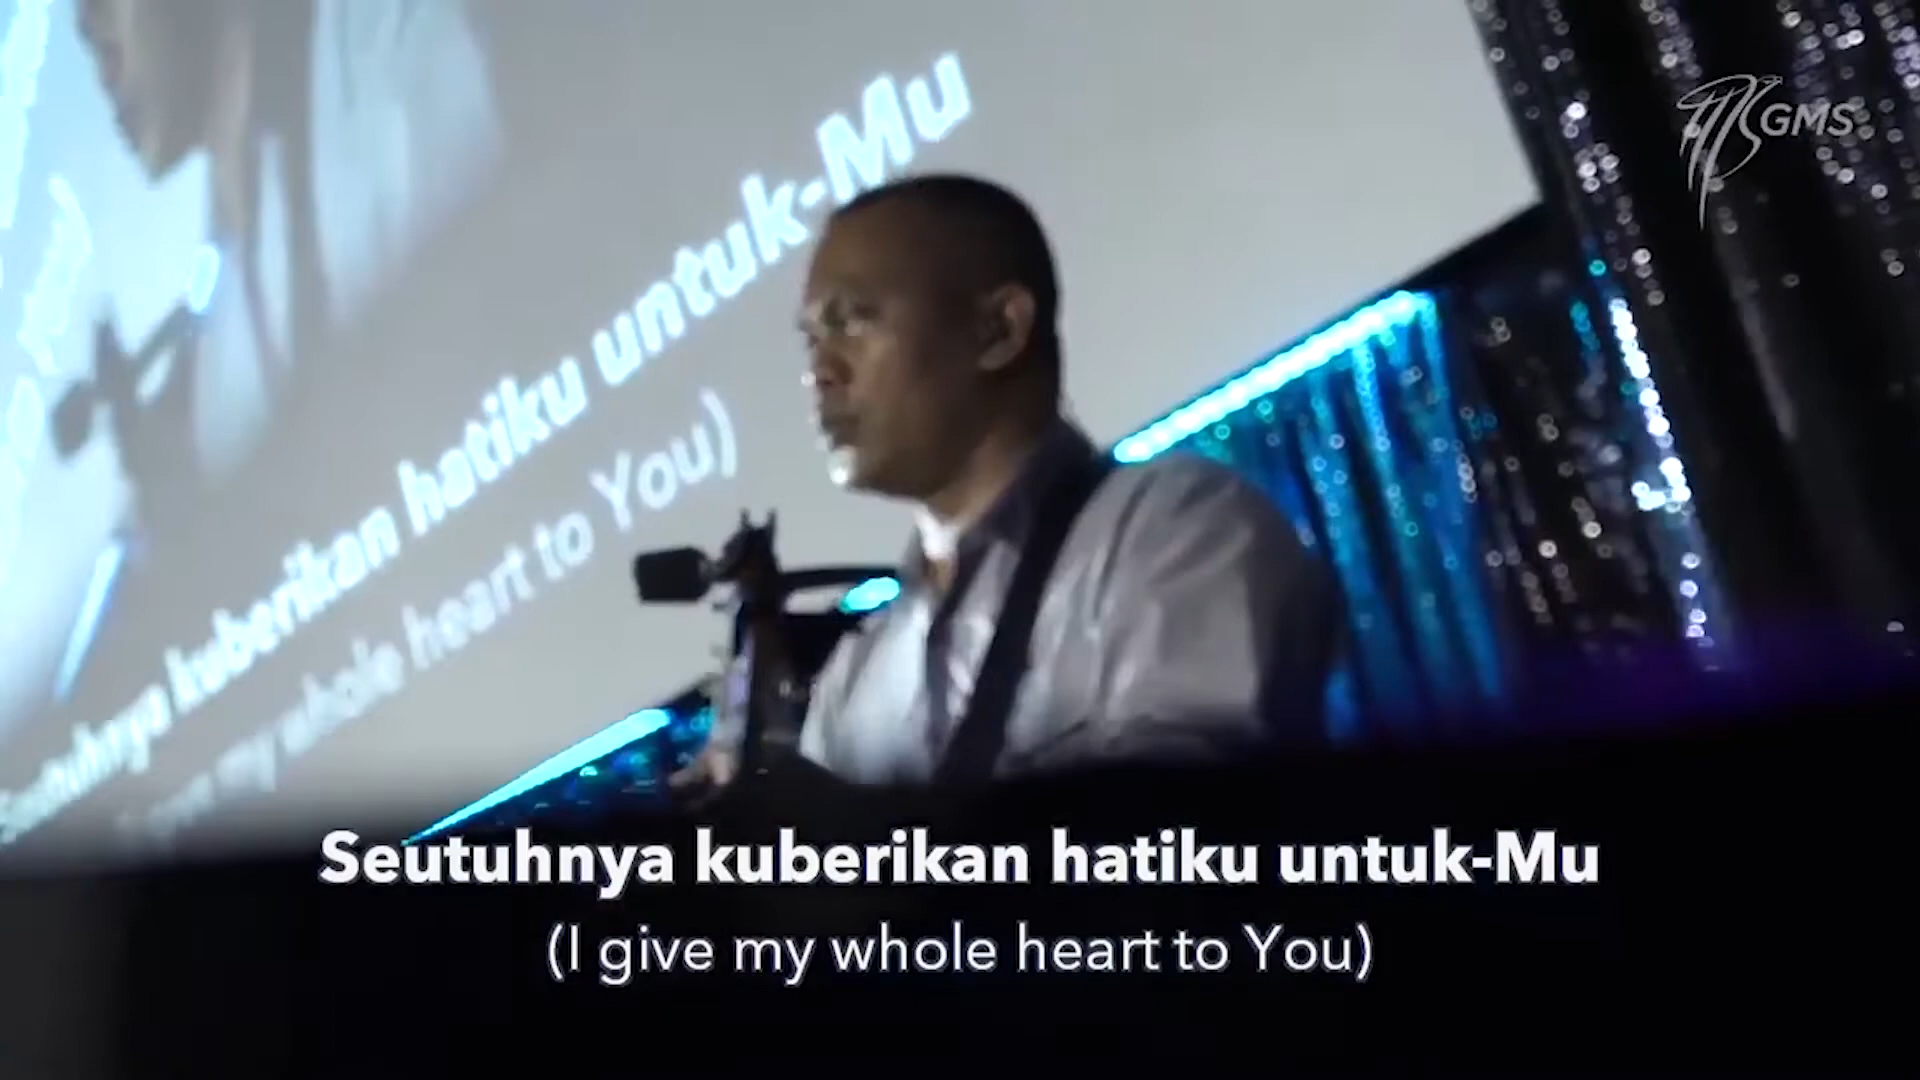 GMS
Seutuhnya kuberikan hatiku untuk-Mu
(I give my whole heart to You)
Seutuhnya kuberikan hatiku untuk-Mu
(I give my whole heart to You)